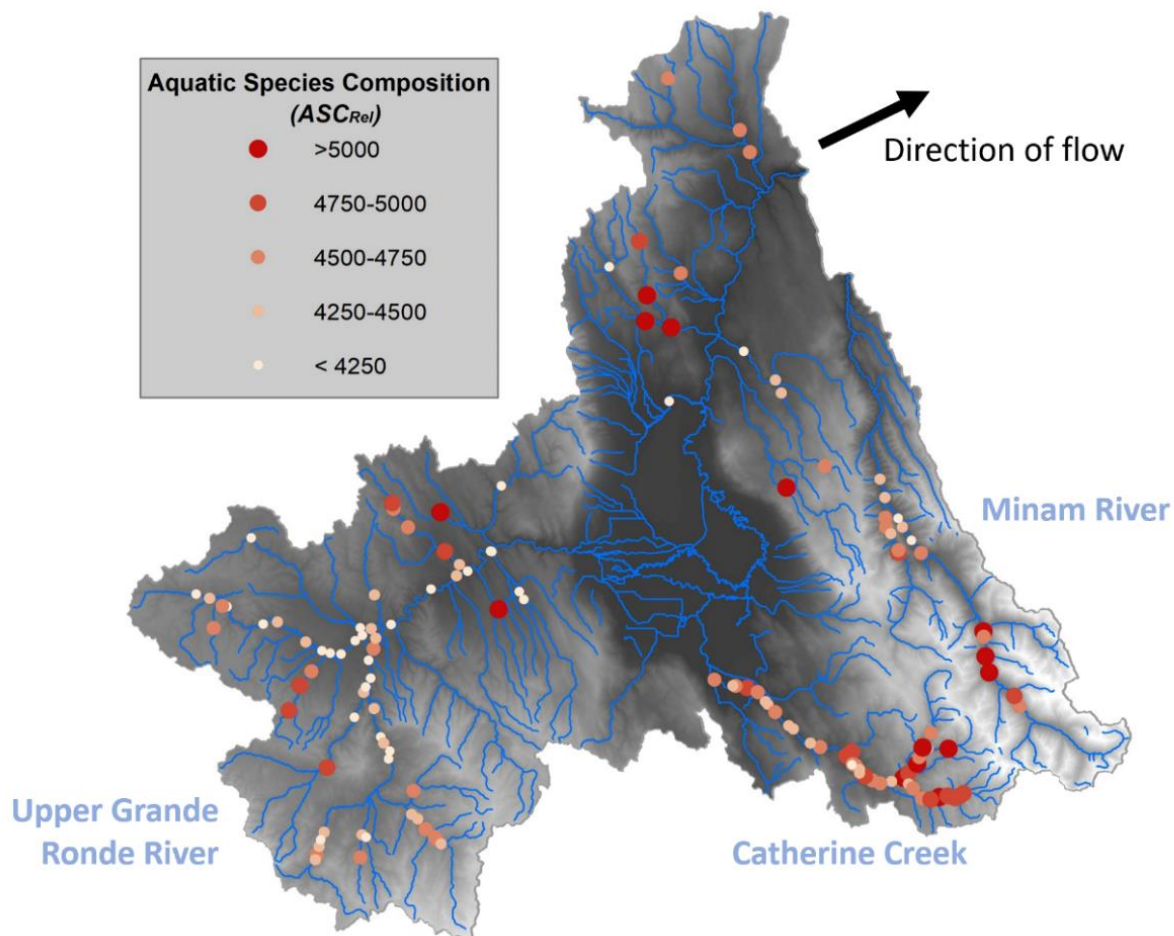 Aquatic Species Composition
(ASCRel)
>5000
4750-5000
4500-4750
4250-4500
< 4250
Direction of flow
Minam River
Upper Grande
Ronde River
Catherine Creek